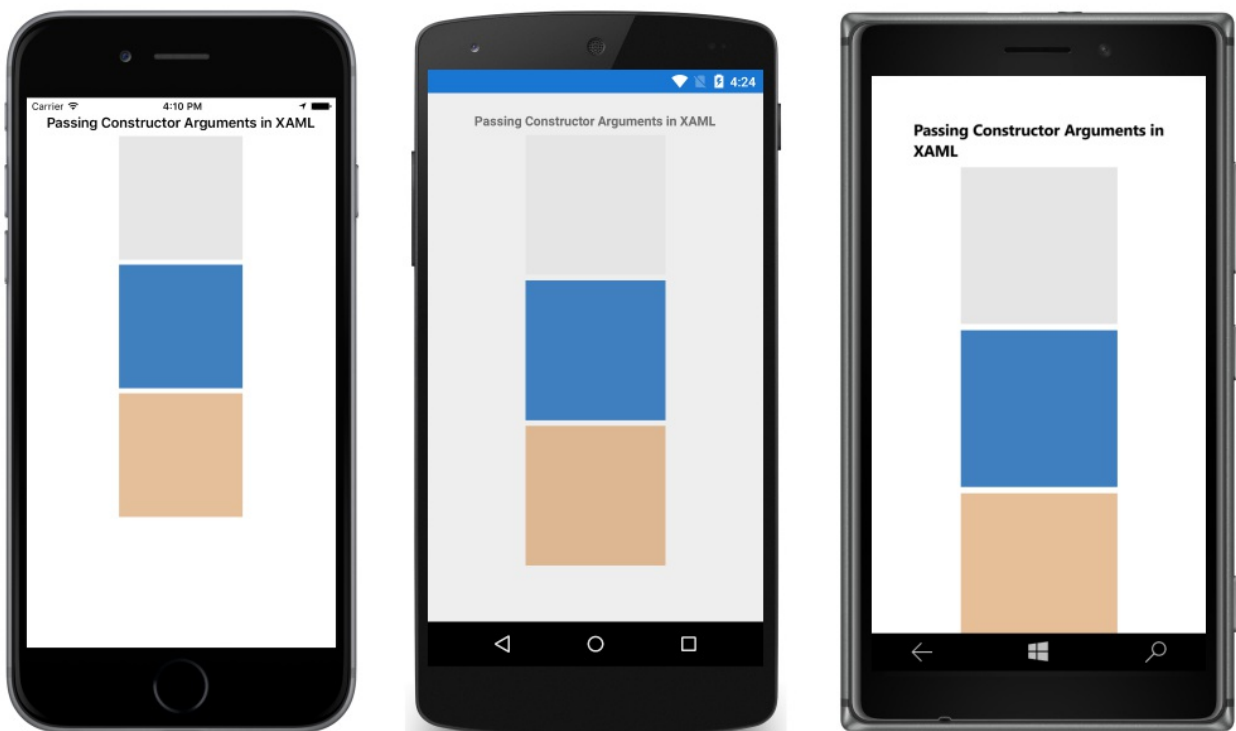 Carrier
4:10 PM
Passing Constructor Arguments in XAML
4:24
Passing Constructor Arguments in XAML
Passing Constructor Arguments in
XAML